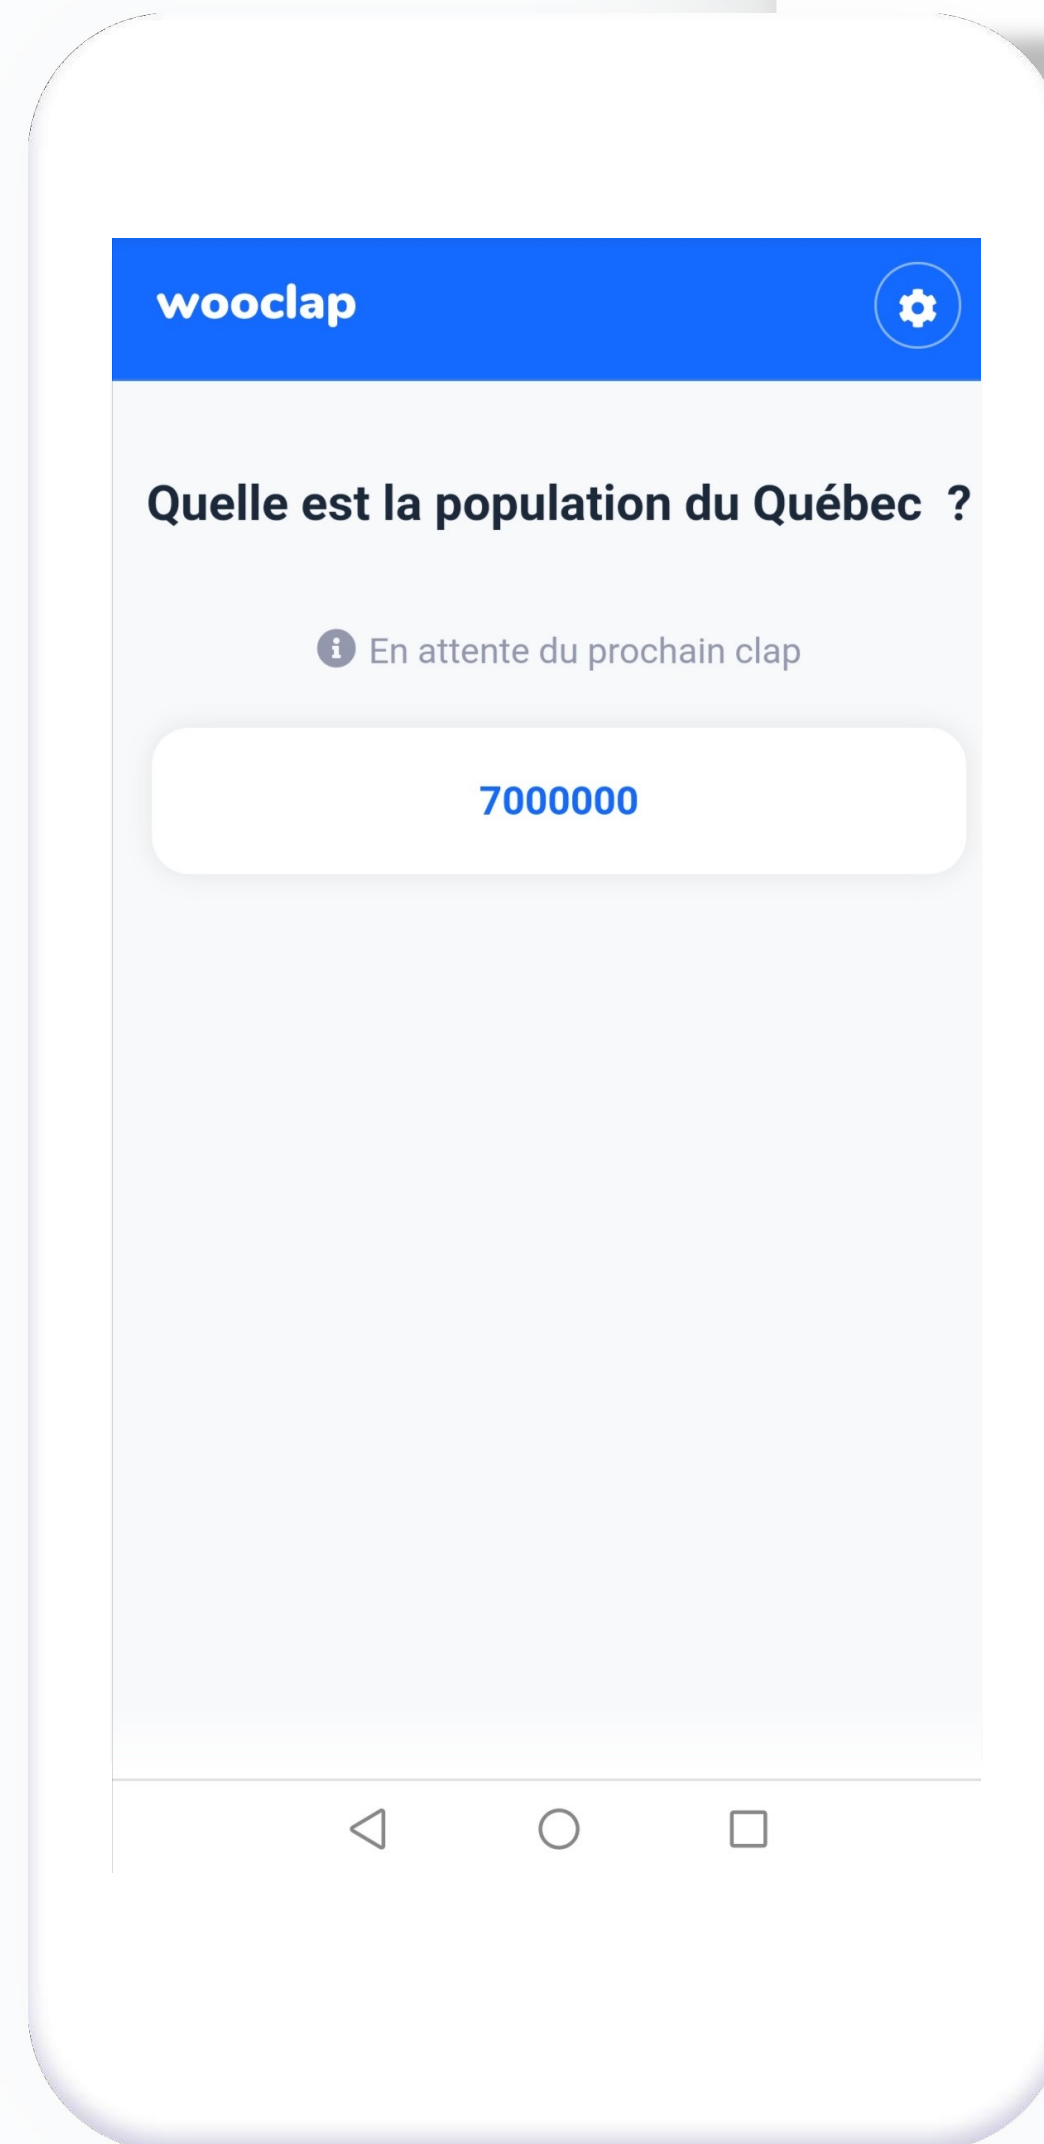 wooclap
Quelle est la population du Québec  ?
En attente du prochain clap
7000000